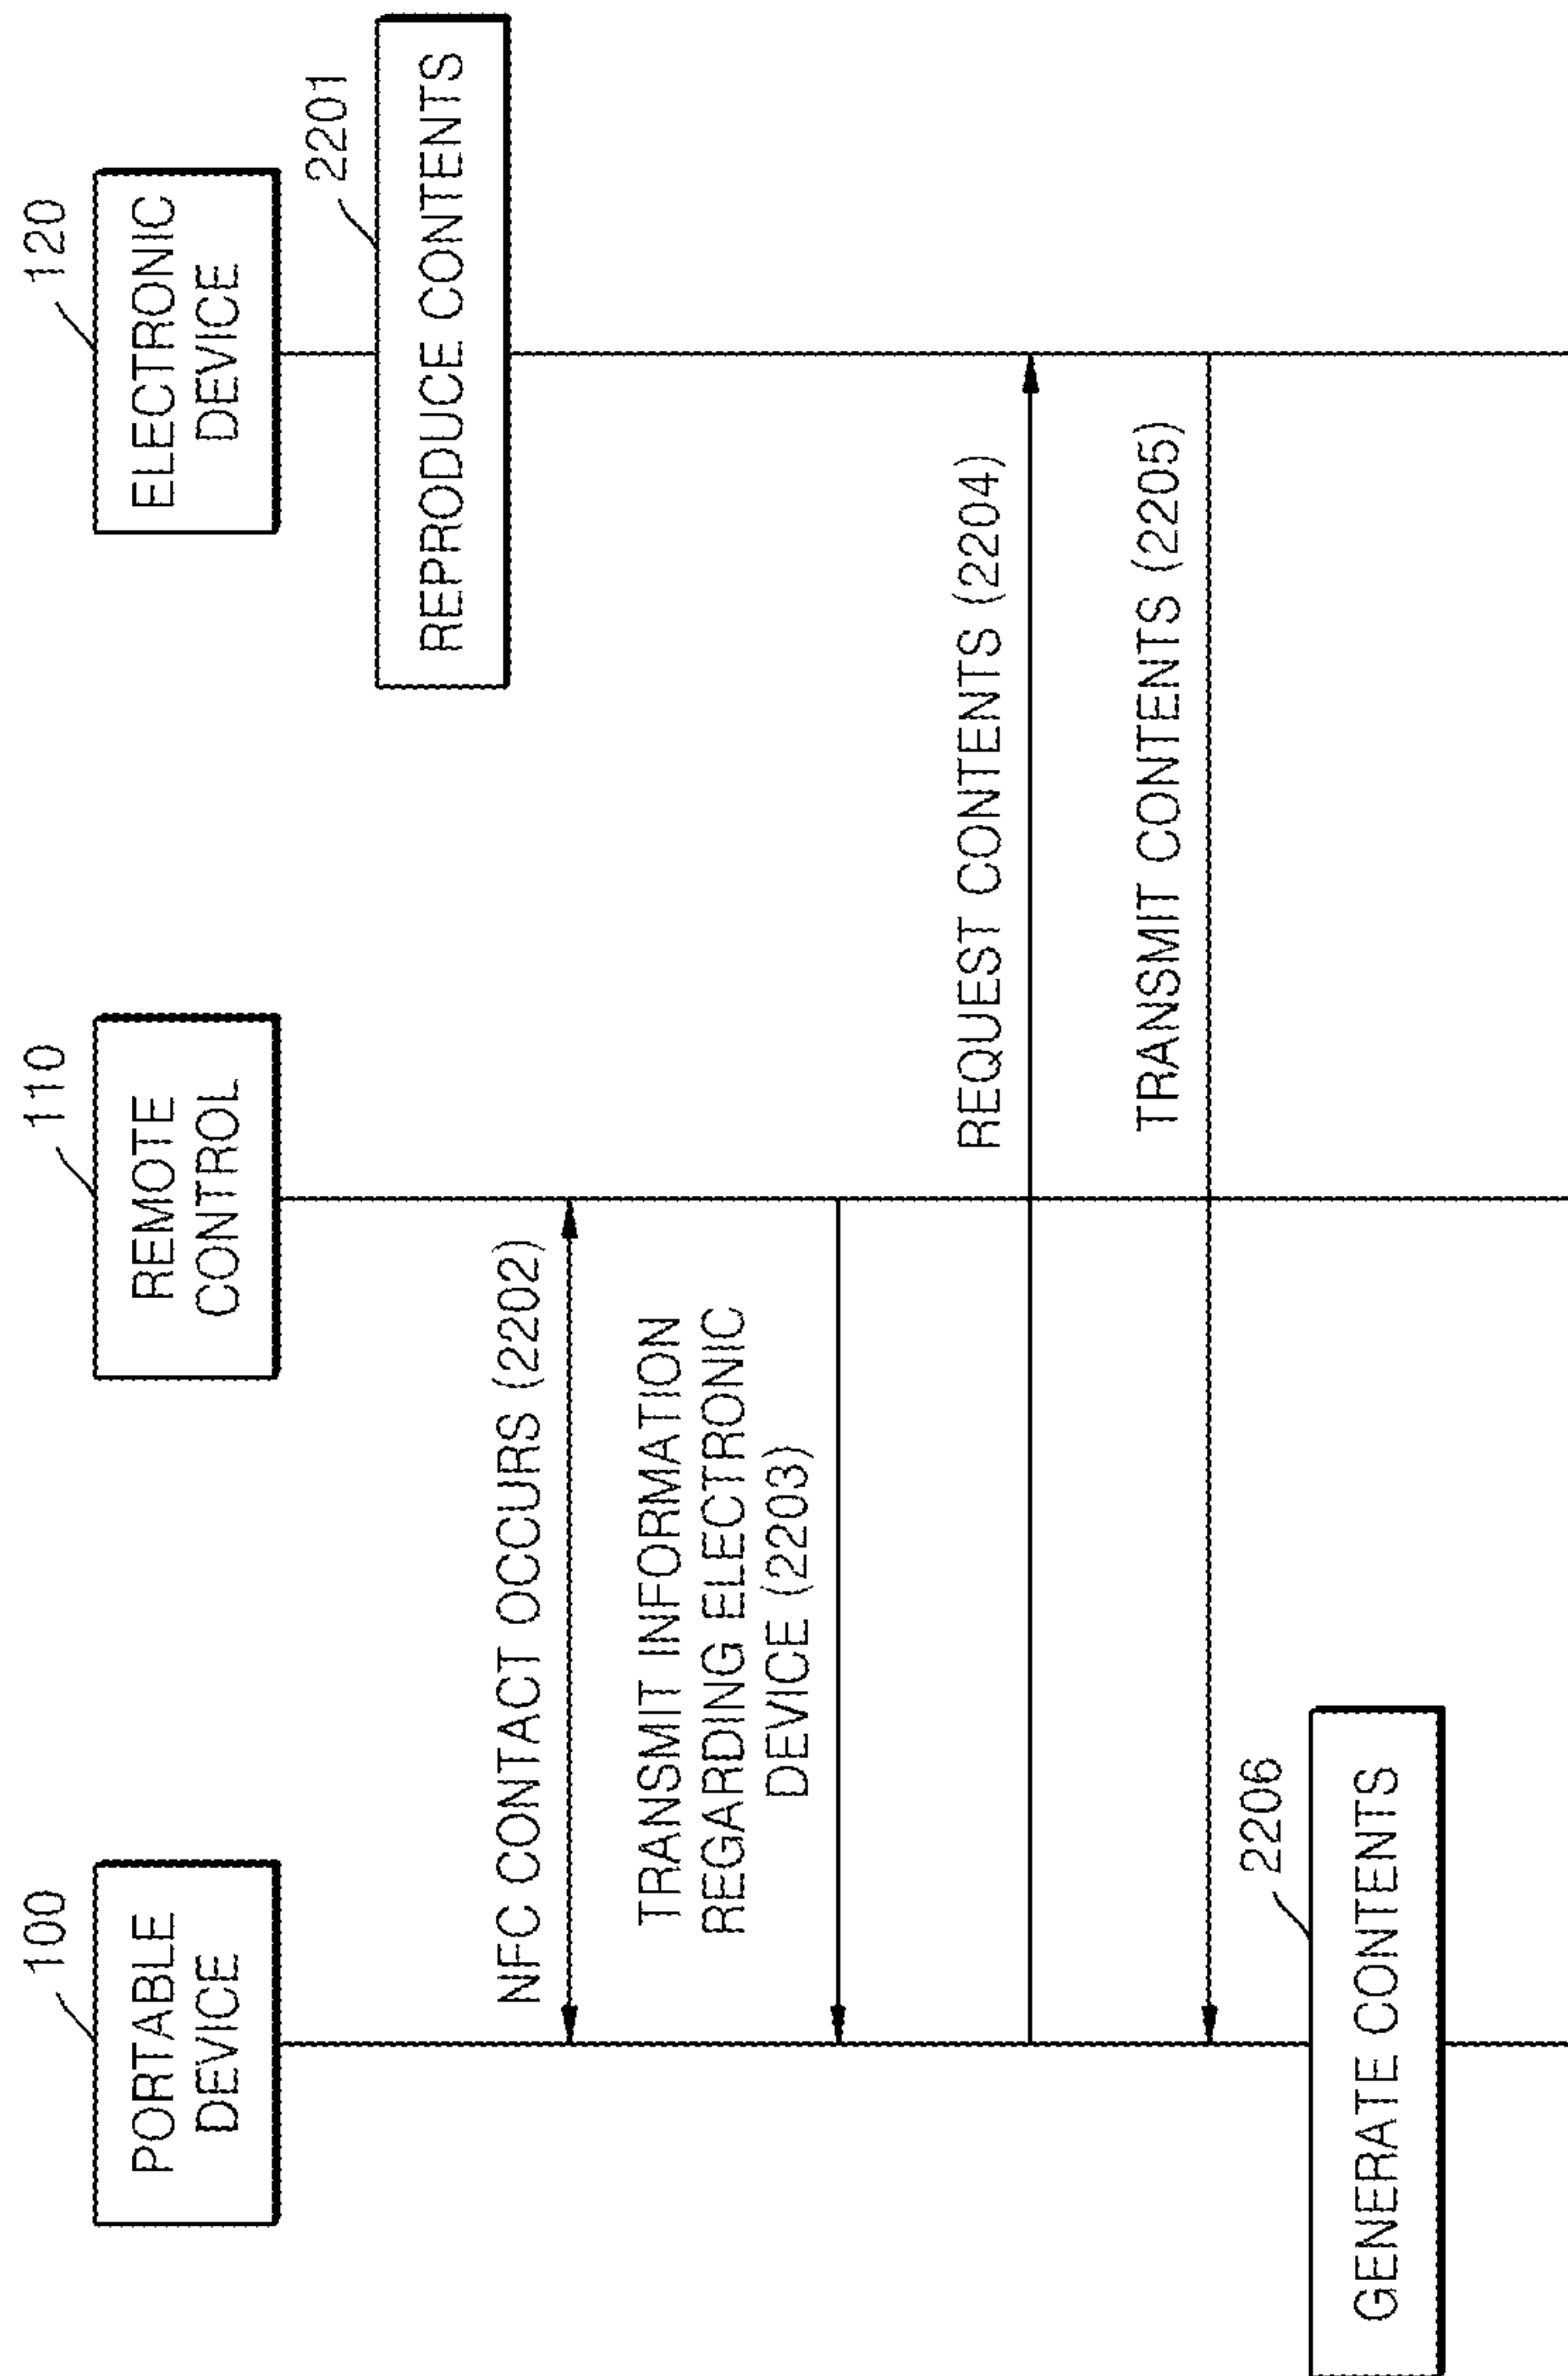 100
PORTABLE
DEVICE
110
REMOTE
CONTROL
120
ELECTRONIC
DEVICE
2201
REPRODUCE CONTENTS
NFC CONTACT OCCURS (2202)
TRANSMIT INFORMATION
REGARDING ELECTRONIC
DEVICE (2203)
REQUEST CONTENTS (2204)
TRANSMIT CONTENTS (2205)
2206
GENERATE CONTENTS